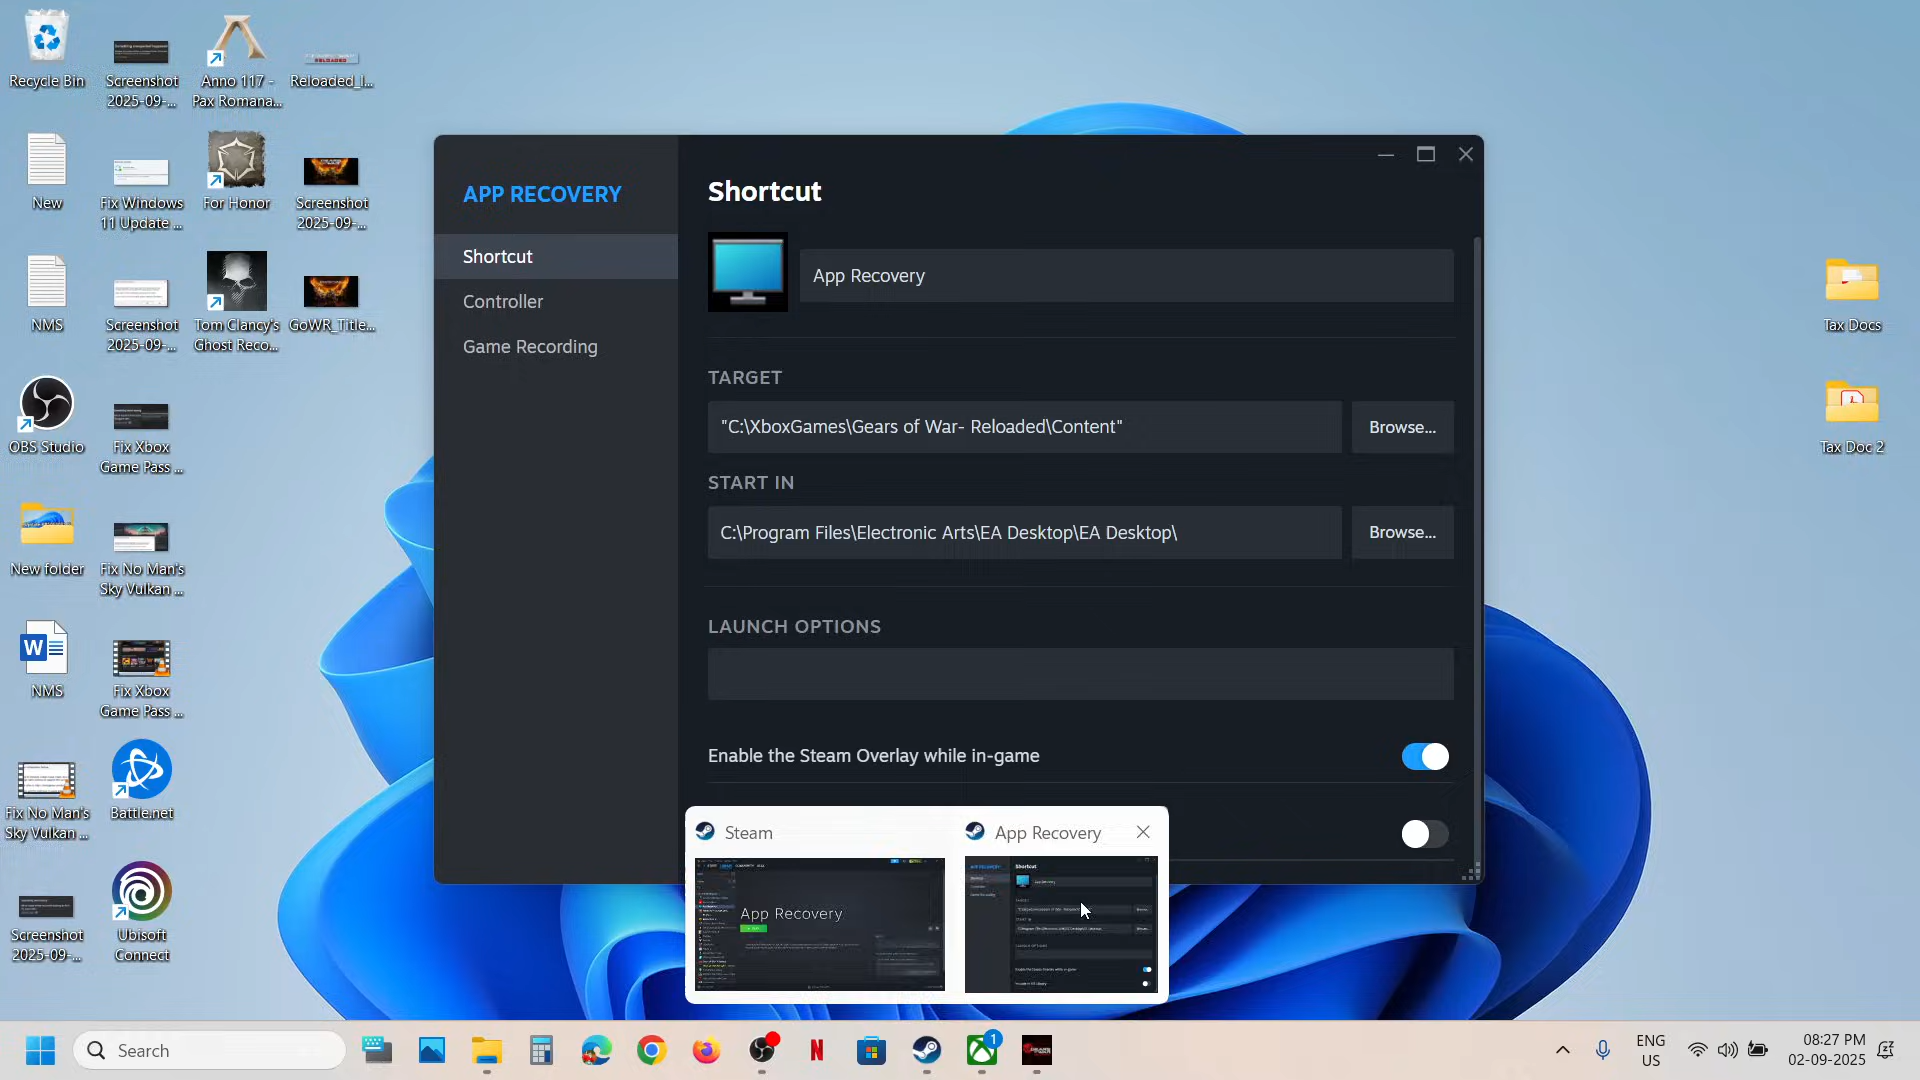 Recycle Bin
Screenshot
2025-09-...
Anno 117 -
Pax Romana...
Reloaded_I...
New
Fix Windows
11 Update ...
For Honor
Screenshot
2025-09-...
NMS
Screenshot
2025-09-...
Tom Clancy's
Ghost Reco...
GoWR_Title...
OBS Studio
Fix Xbox
Game Pass ...
New folder
Fix No Man's
Sky Vulkan ...
NMS
Fix Xbox
Game Pass ...
Fix No Man's
Sky Vulkan ...
Battle.net
Screenshot
2025-09-...
Ubisoft
Connect
Tax Docs
Tax Doc 2
APP RECOVERY
Shortcut
Controller
Game Recording
Shortcut
App Recovery
TARGET
"C:\XboxGames\Gears of War- Reloaded\Content"
Browse...
START IN
C:\Program Files\Electronic Arts\EA Desktop\EA Desktop\
Browse...
LAUNCH OPTIONS
Enable the Steam Overlay while in-game
Steam
App Recovery
App Recovery
Search
1
ENG
US
08:27 PM
02-09-2025